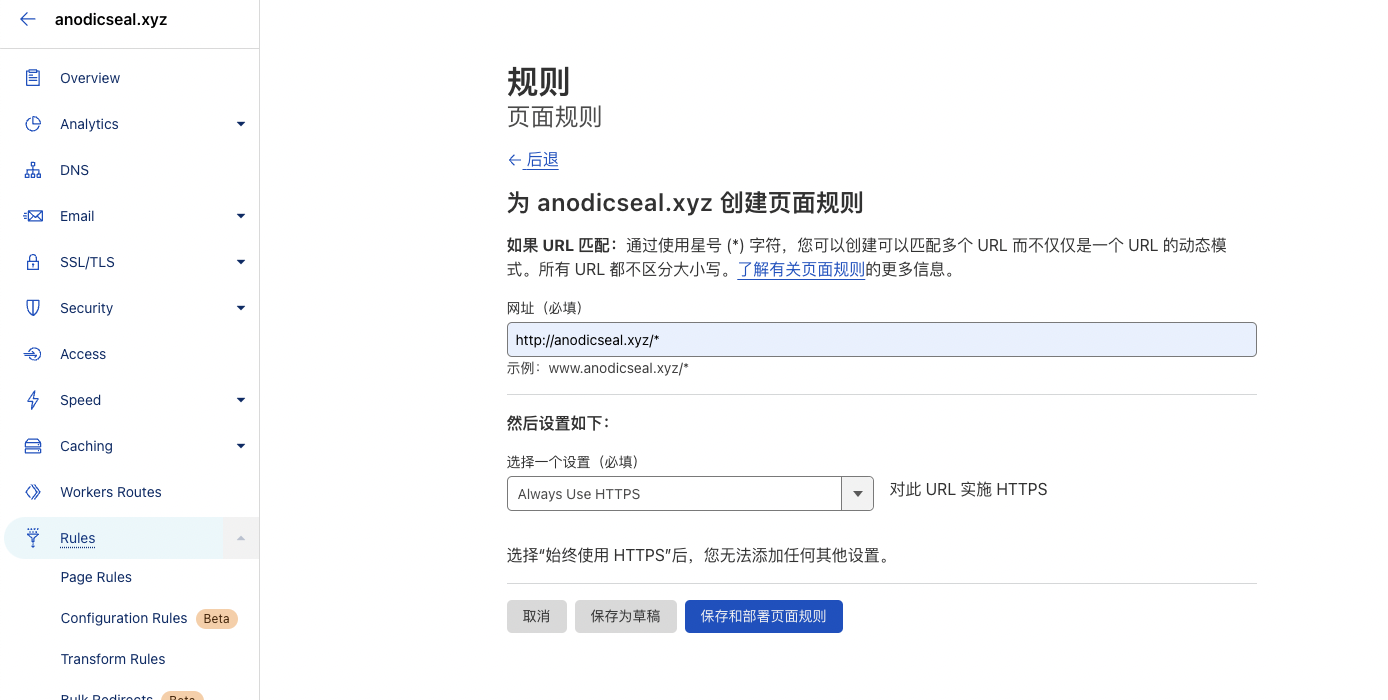 anodicseal.xyz
Overview
Analytics
DNS
Email
SSL/TLS
Security
Access
Speed
Caching
Workers Routes
Rules
Page Rules
Configuration Rules Beta
Transform Rules
Bulk Redirects Beta
规则
页面规则
← 后退
为 anodicseal.xyz 创建页面规则
如果 URL 匹配：通过使用星号 (*) 字符，您可以创建可以匹配多个 URL 而不仅仅是一个 URL 的动态模
式。所有 URL 都不区分大小写。了解有关页面规则的更多信息。
网址（必填）
http://anodicseal.xyz/*
示例：www.anodicseal.xyz/*
然后设置如下：
选择一个设置（必填）
Always Use HTTPS
对此 URL 实施 HTTPS
选择“始终使用 HTTPS”后，您无法添加任何其他设置。
取消
保存为草稿
保存和部署页面规则